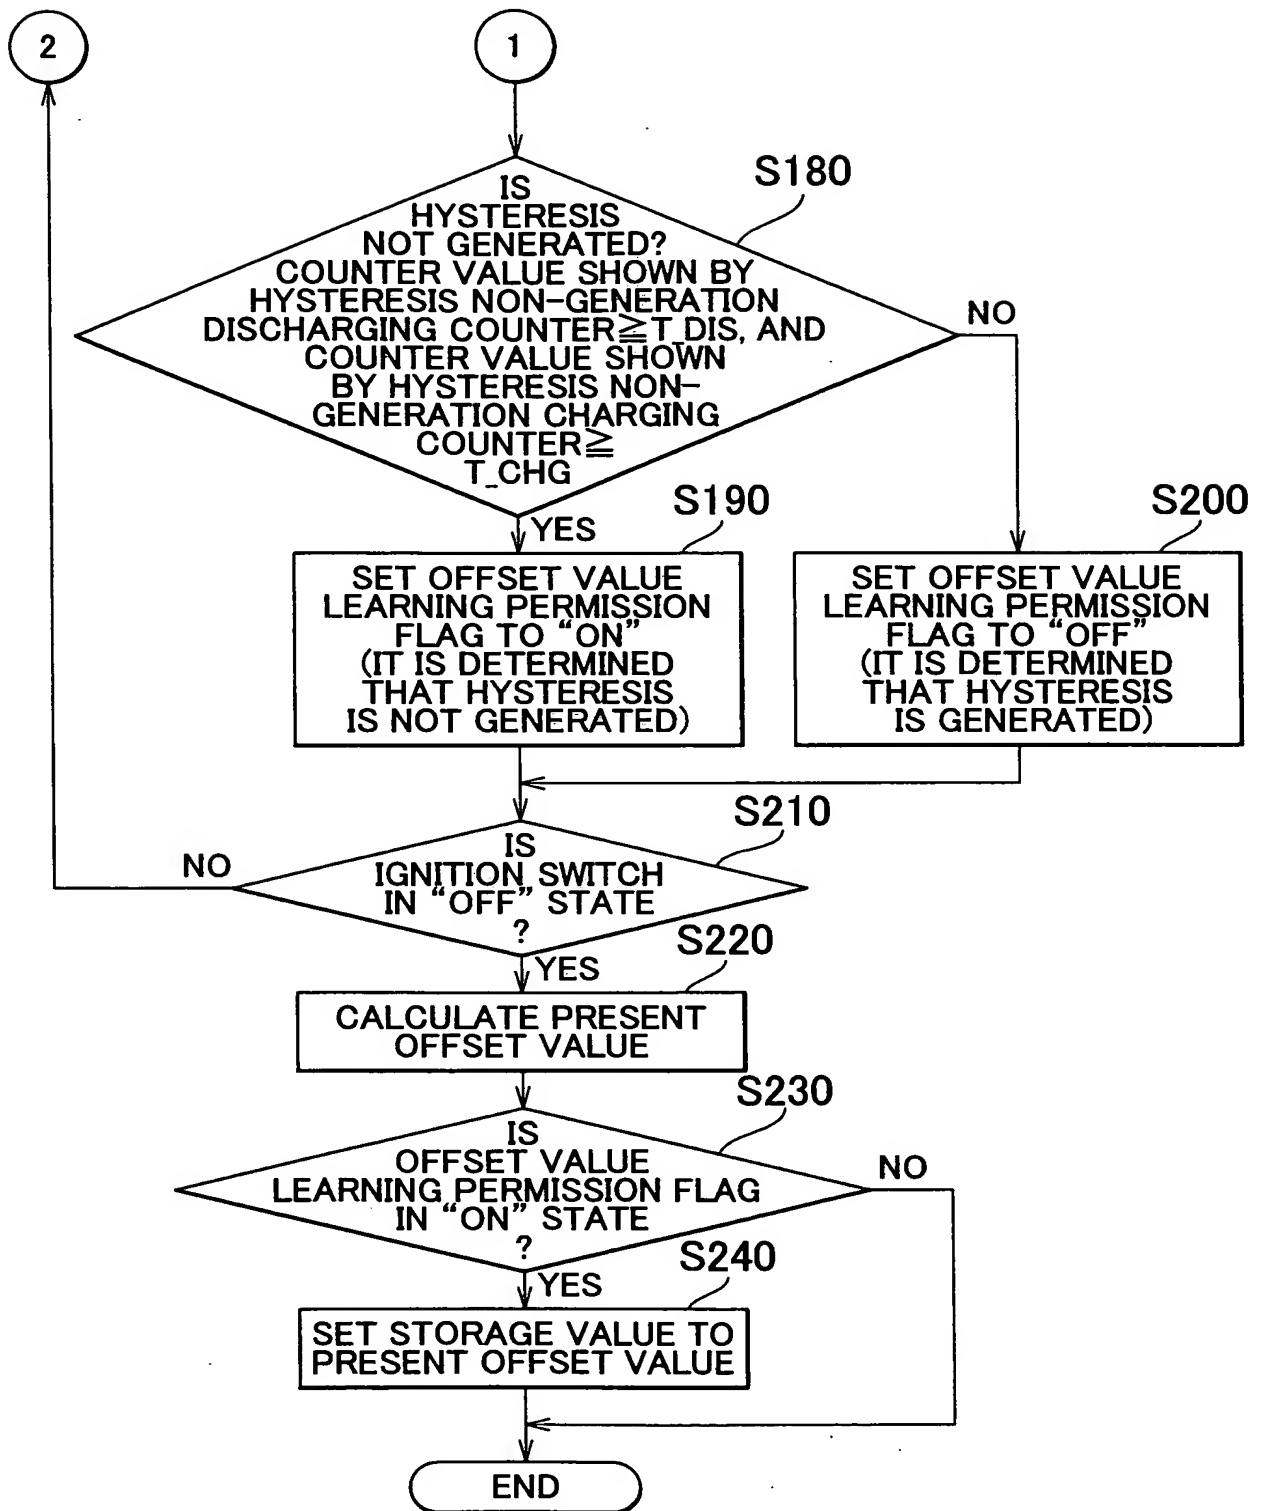 2
1
S180
IS
HYSTERESIS
NOT GENERATED?
COUNTER VALUE SHOWN BY
HYSTERESIS NON-GENERATION
DISCHARGING COUNTER≧T_DIS, AND
COUNTER VALUE SHOWN
BY HYSTERESIS NON-
GENERATION CHARGING
COUNTER≧
T_CHG
NO
YES
S190
SET OFFSET VALUE
LEARNING PERMISSION
FLAG TO “ON”
(IT IS DETERMINED
THAT HYSTERESIS
IS NOT GENERATED)
S200
SET OFFSET VALUE
LEARNING PERMISSION
FLAG TO “OFF”
(IT IS DETERMINED
THAT HYSTERESIS
IS GENERATED)
S210
IS
IGNITION SWITCH
IN “OFF” STATE
?
NO
YES
S220
CALCULATE PRESENT
OFFSET VALUE
S230
IS
OFFSET VALUE
LEARNING PERMISSION FLAG
IN “ON” STATE
?
NO
YES
S240
SET STORAGE VALUE TO
PRESENT OFFSET VALUE
END